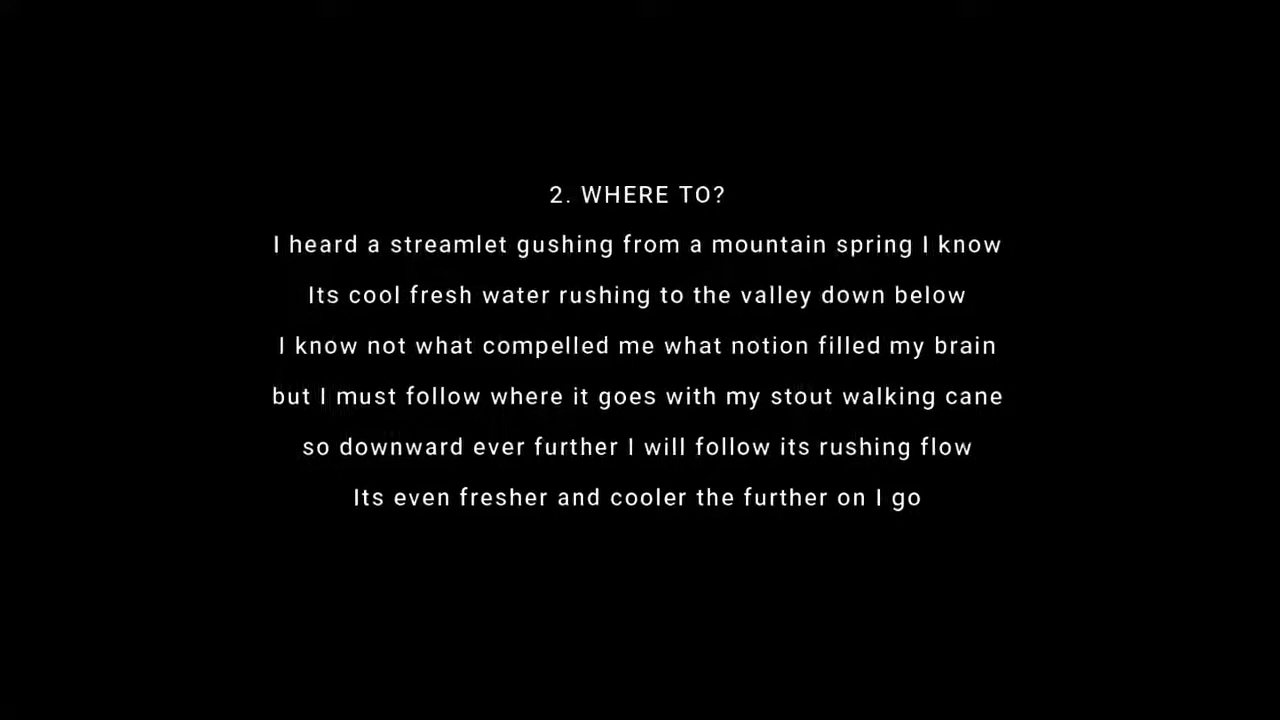 2. WHERE TO?
I heard a streamlet gushing from a mountain spring I know
Its cool fresh water rushing to the valley down below
I know not what compelled me what notion filled my brain
but I must follow where it goes with my stout walking cane
so downward ever further I will follow its rushing flow
Its even fresher and cooler the further on I go